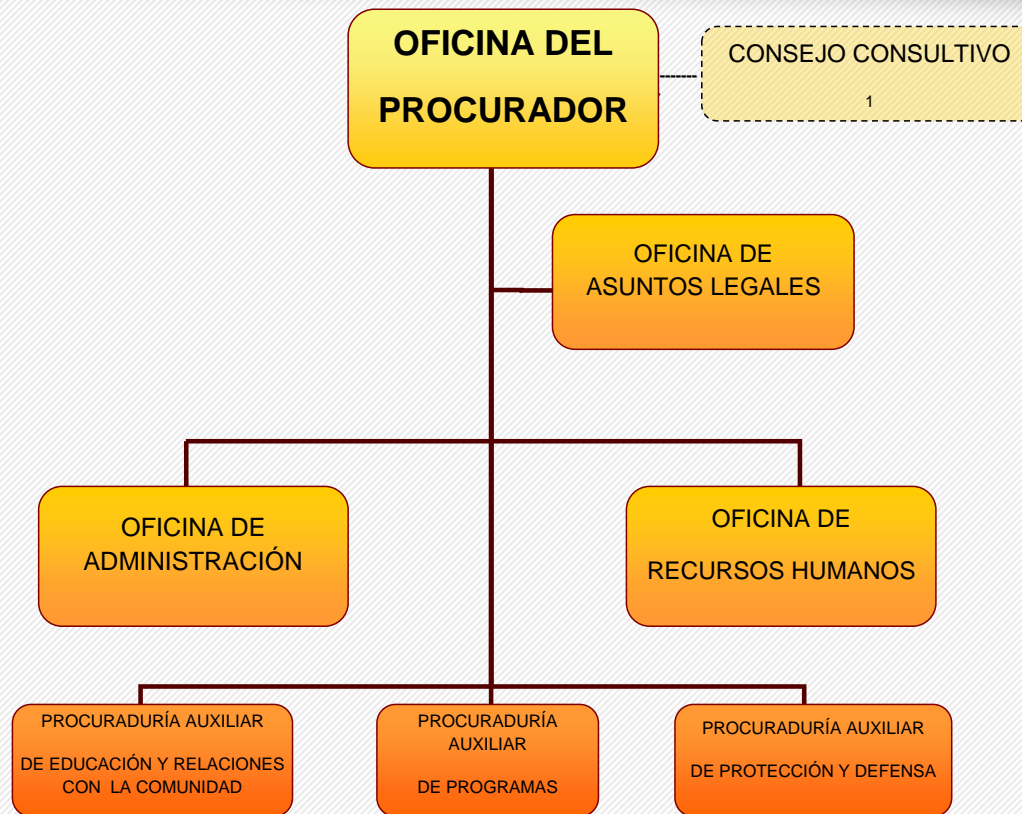 OFICINA DEL
PROCURADOR
CONSEJO CONSULTIVO
1
OFICINA DE
ASUNTOS LEGALES
OFICINA DE
ADMINISTRACIÓN
OFICINA DE
RECURSOS HUMANOS
PROCURADURÍA AUXILIAR
DE EDUCACIÓN Y RELACIONES
CON LA COMUNIDAD
PROCURADURÍA
AUXILIAR
DE PROGRAMAS
PROCURADURÍA AUXILIAR
DE PROTECCIÓN Y DEFENSA